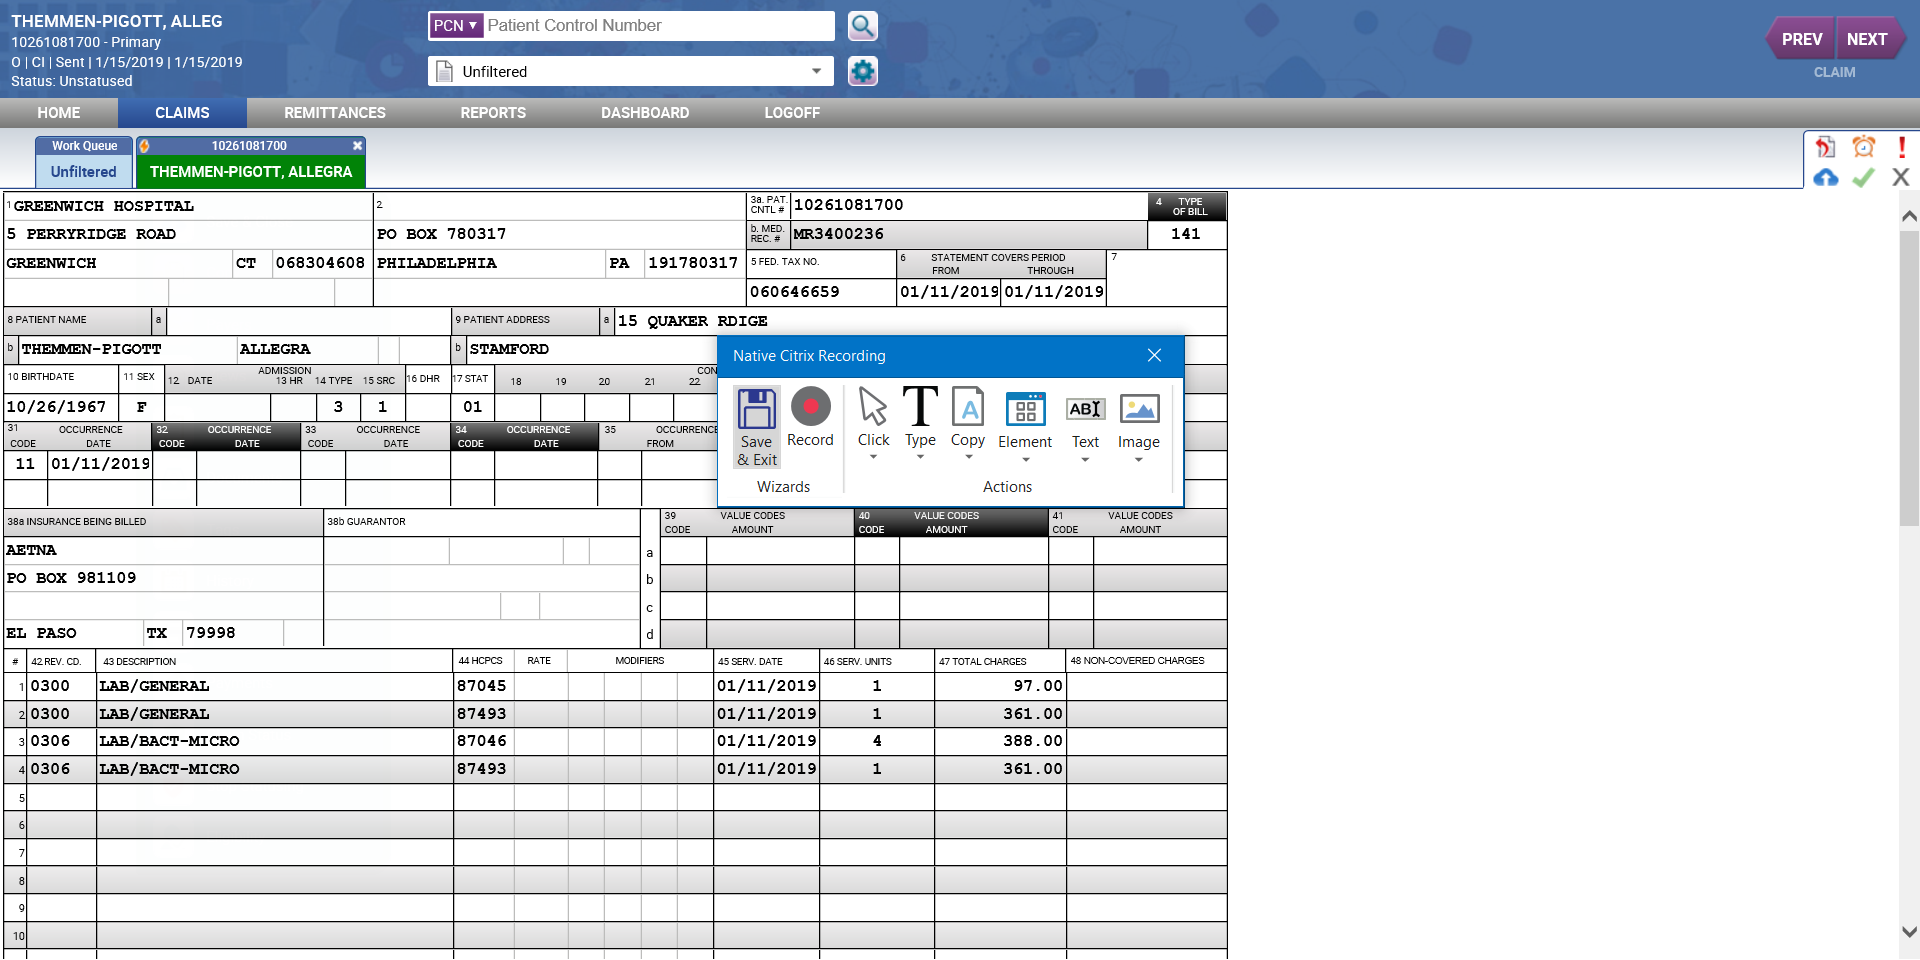 THEMMEN-PIGOTT, ALLEG
10261081700 - Primary
O | CI | Sent | 1/15/2019 | 1/15/2019
Status: Unstatused
PCN ▼ Patient Control Number
Unfiltered
PREV NEXT
CLAIM
HOME CLAIMS REMITTANCES REPORTS DASHBOARD LOGOFF
Work Queue
Unfiltered
10261081700
THEMMEN-PIGOTT, ALLEGRA
1 GREENWICH HOSPITAL 2 3a. PAT. CNTL # 10261081700 4 TYPE OF BILL
5 PERRYRIDGE ROAD PO BOX 780317 b. MED. REC. # MR3400236 141
GREENWICH CT 068304608 PHILADELPHIA PA 191780317 5 FED. TAX NO. 6 STATEMENT COVERS PERIOD FROM THROUGH 7
060646659 01/11/2019 01/11/2019
8 PATIENT NAME a 9 PATIENT ADDRESS a 15 QUAKER RDIGE
b THEMMEN-PIGOTT ALLEGRA b STAMFORD
10 BIRTHDATE 11 SEX 12 DATE ADMISSION 13 HR 14 TYPE 15 SRC 16 DHR 17 STAT 18 19 20 21 22 CON
10/26/1967 F 3 1 01
31 OCCURRENCE CODE DATE 32 OCCURRENCE CODE DATE 33 OCCURRENCE CODE DATE 34 OCCURRENCE CODE DATE 35 OCCURRENC FROM
11 01/11/2019
Native Citrix Recording
Save & Exit
Record
Click
Type
Copy
Element
Text
Image
Wizards
Actions
38a INSURANCE BEING BILLED 38b GUARANTOR 39 VALUE CODES CODE AMOUNT 40 VALUE CODES CODE AMOUNT 41 VALUE CODES CODE AMOUNT
AETNA a
PO BOX 981109 b
c
EL PASO TX 79998 d
# 42 REV. CD. 43 DESCRIPTION 44 HCPCS RATE MODIFIERS 45 SERV. DATE 46 SERV. UNITS 47 TOTAL CHARGES 48 NON-COVERED CHARGES
1 0300 LAB/GENERAL 87045 01/11/2019 1 97.00
2 0300 LAB/GENERAL 87493 01/11/2019 1 361.00
3 0306 LAB/BACT-MICRO 87046 01/11/2019 4 388.00
4 0306 LAB/BACT-MICRO 87493 01/11/2019 1 361.00
5
6
7
8
9
10